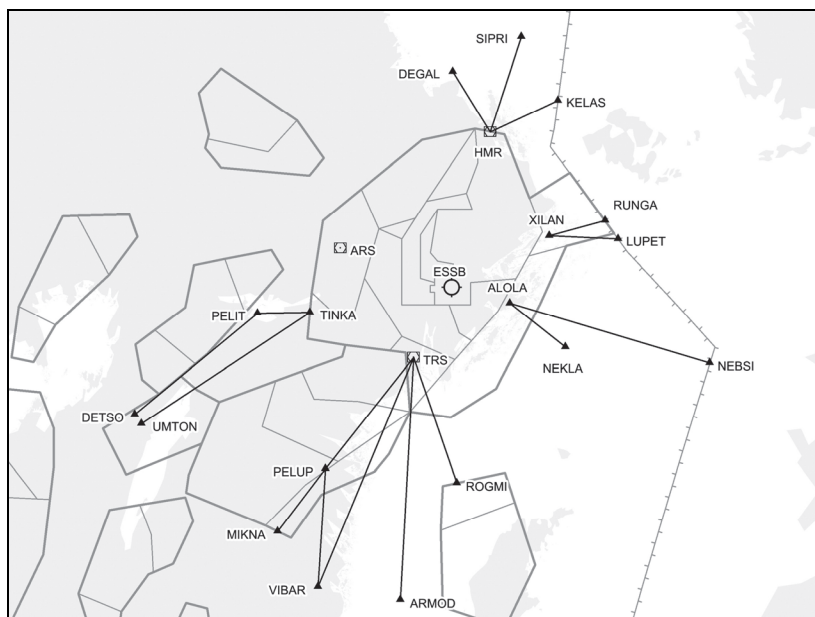 SIPRI
DEGAL
KELAS
HMR
RUNGA
XILAN
LUPET
ARS
ESSB
ALOLA
PELIT
TINKA
TRS
NEKLA
NEBSI
DETSO
UMTON
PELUP
ROGMI
MIKNA
VIBAR
ARMOD